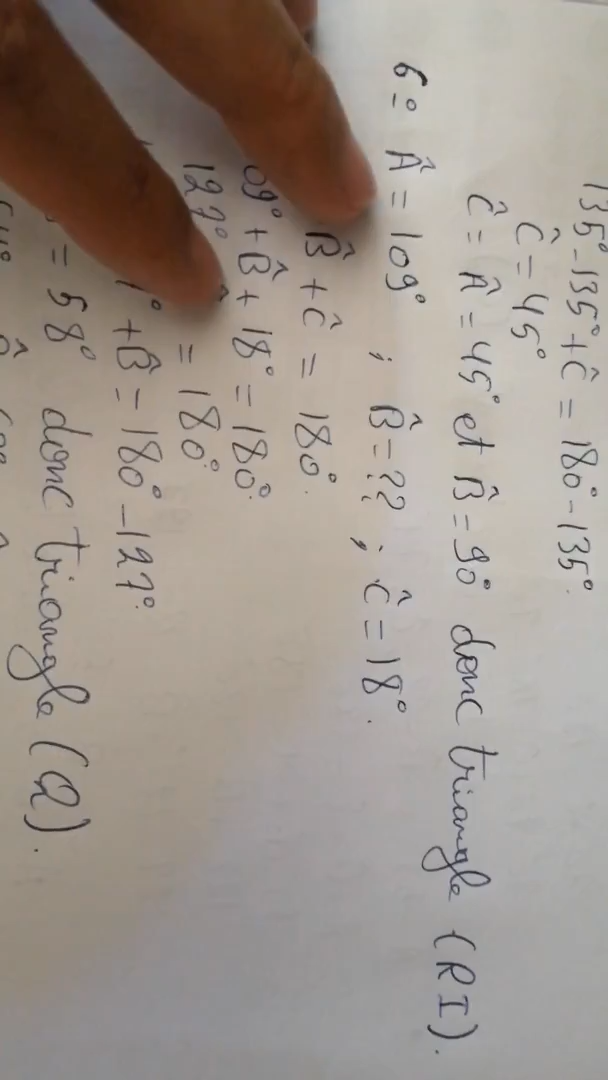 135° - 135° + Ĉ = 180° - 135°.
Ĉ = 45°
Ĉ = Â = 45° et B̂ = 90° donc triangle (RI).
6° Â = 109° ; B̂ = ?? ; Ĉ = 18°.
B̂ + Ĉ = 180°.
09° + B̂ + 18° = 180°.
127° = 180°.
+ B̂ = 180° - 127°.
= 58° donc triangle (Q).